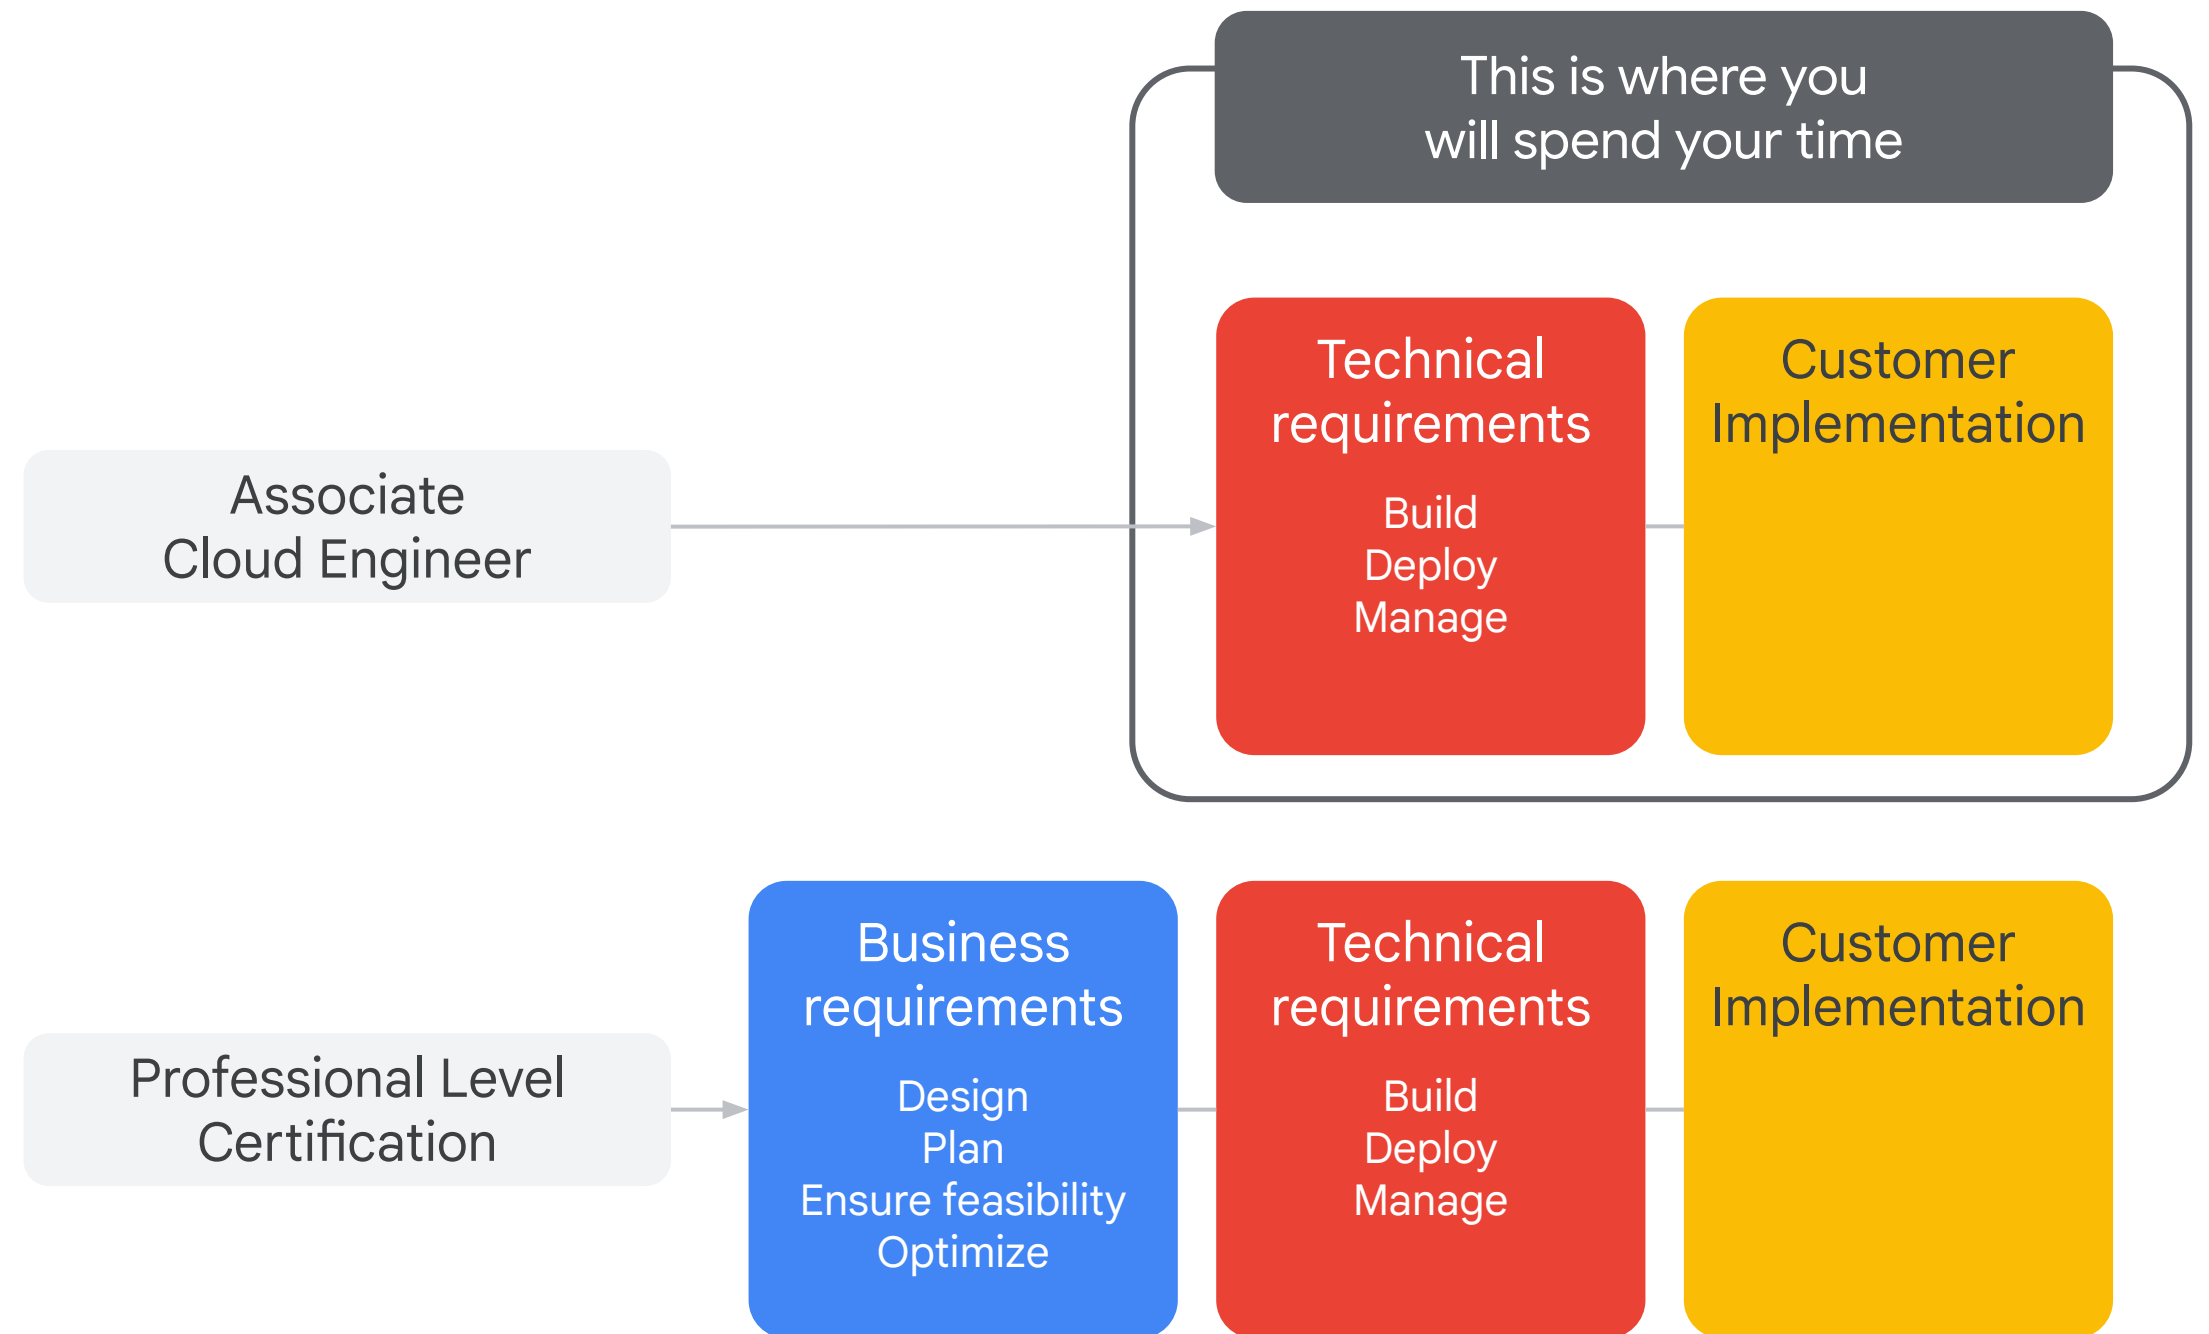 This is where you
will spend your time
Technical
requirements
Build
Deploy
Manage
Customer
Implementation
Associate
Cloud Engineer
Business
requirements
Design
Plan
Ensure feasibility
Optimize
Technical
requirements
Build
Deploy
Manage
Customer
Implementation
Professional Level
Certification